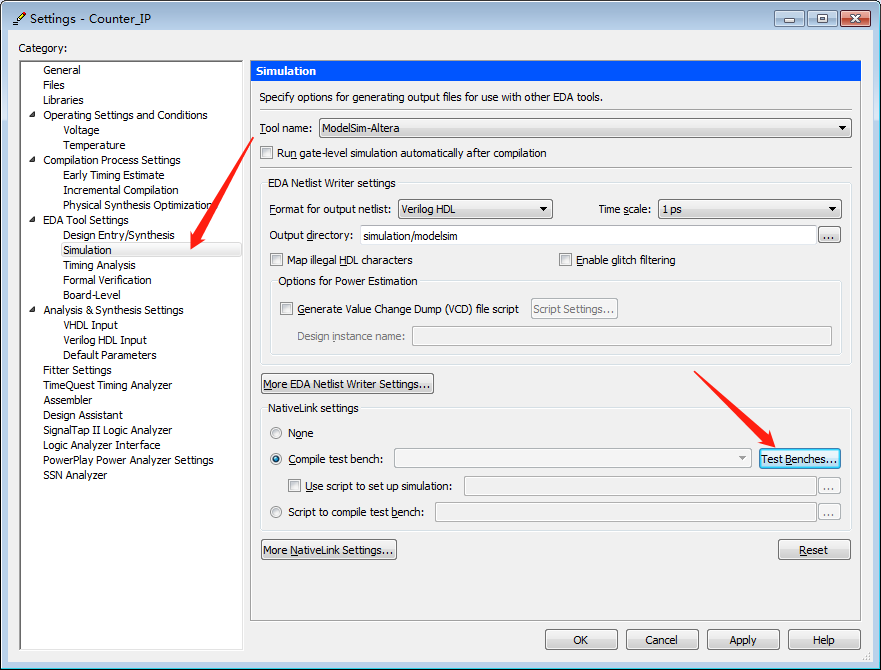 Settings - Counter_IP
Category:
General
Files
Libraries
Operating Settings and Conditions
Voltage
Temperature
Compilation Process Settings
Early Timing Estimate
Incremental Compilation
Physical Synthesis Optimization
EDA Tool Settings
Design Entry/Synthesis
Simulation
Timing Analysis
Formal Verification
Board-Level
Analysis & Synthesis Settings
VHDL Input
Verilog HDL Input
Default Parameters
Fitter Settings
TimeQuest Timing Analyzer
Assembler
Design Assistant
SignalTap II Logic Analyzer
Logic Analyzer Interface
PowerPlay Power Analyzer Settings
SSN Analyzer
Simulation
Specify options for generating output files for use with other EDA tools.
Tool name: ModelSim-Altera
Run gate-level simulation automatically after compilation
EDA Netlist Writer settings
Format for output netlist: Verilog HDL Time scale: 1 ps
Output directory: simulation/modelsim ...
Map illegal HDL characters Enable glitch filtering
Options for Power Estimation
Generate Value Change Dump (VCD) file script Script Settings...
Design instance name:
More EDA Netlist Writer Settings...
NativeLink settings
None
Compile test bench: Test Benches...
Use script to set up simulation: ...
Script to compile test bench: ...
More NativeLink Settings... Reset
OK Cancel Apply Help